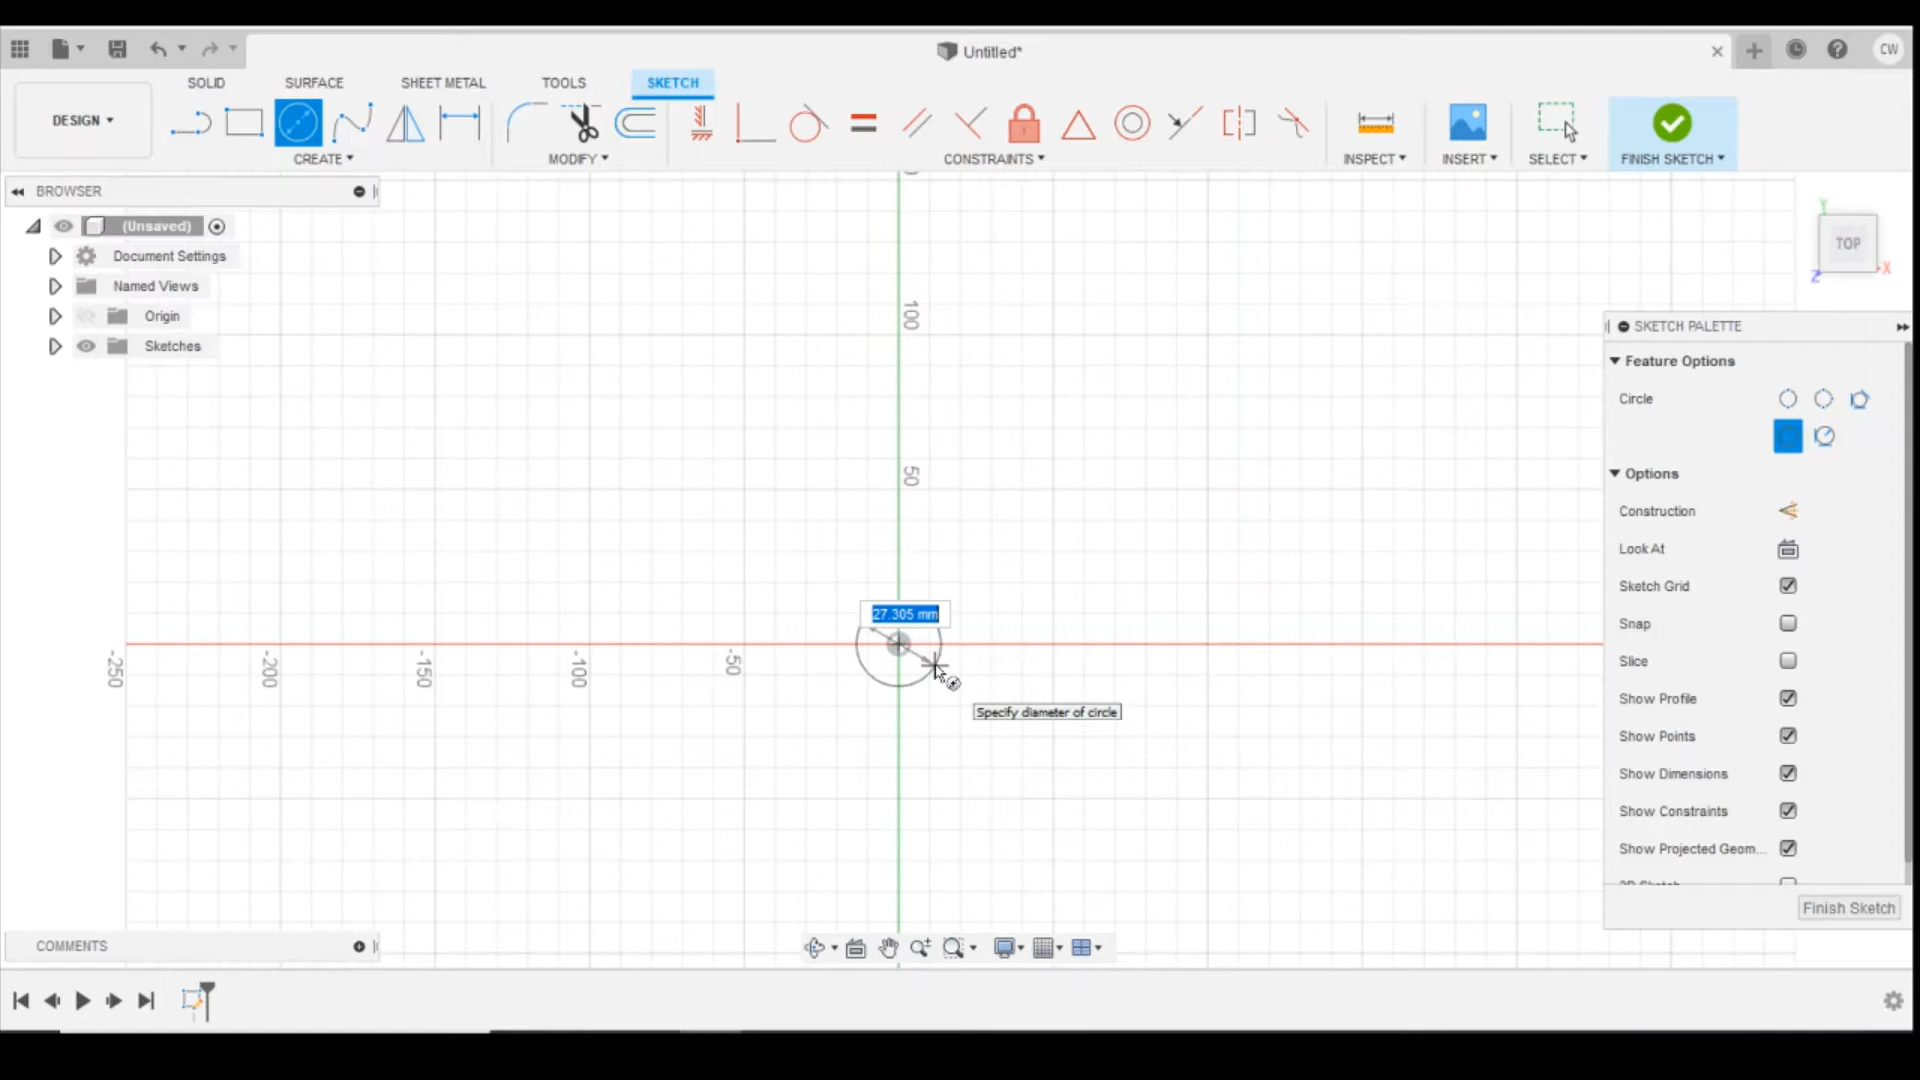 Untitled*
CW
SOLID
SURFACE
SHEET METAL
TOOLS
SKETCH
DESIGN
CREATE
MODIFY
CONSTRAINTS
INSPECT
INSERT
SELECT
FINISH SKETCH
BROWSER
(Unsaved)
Document Settings
Named Views
Origin
Sketches
100
50
-250
-200
-150
-100
-50
27.305 mm
Specify diameter of circle
Y
TOP
X
Z
SKETCH PALETTE
Feature Options
Circle
Options
Construction
Look At
Sketch Grid
Snap
Slice
Show Profile
Show Points
Show Dimensions
Show Constraints
Show Projected Geom...
Finish Sketch
COMMENTS